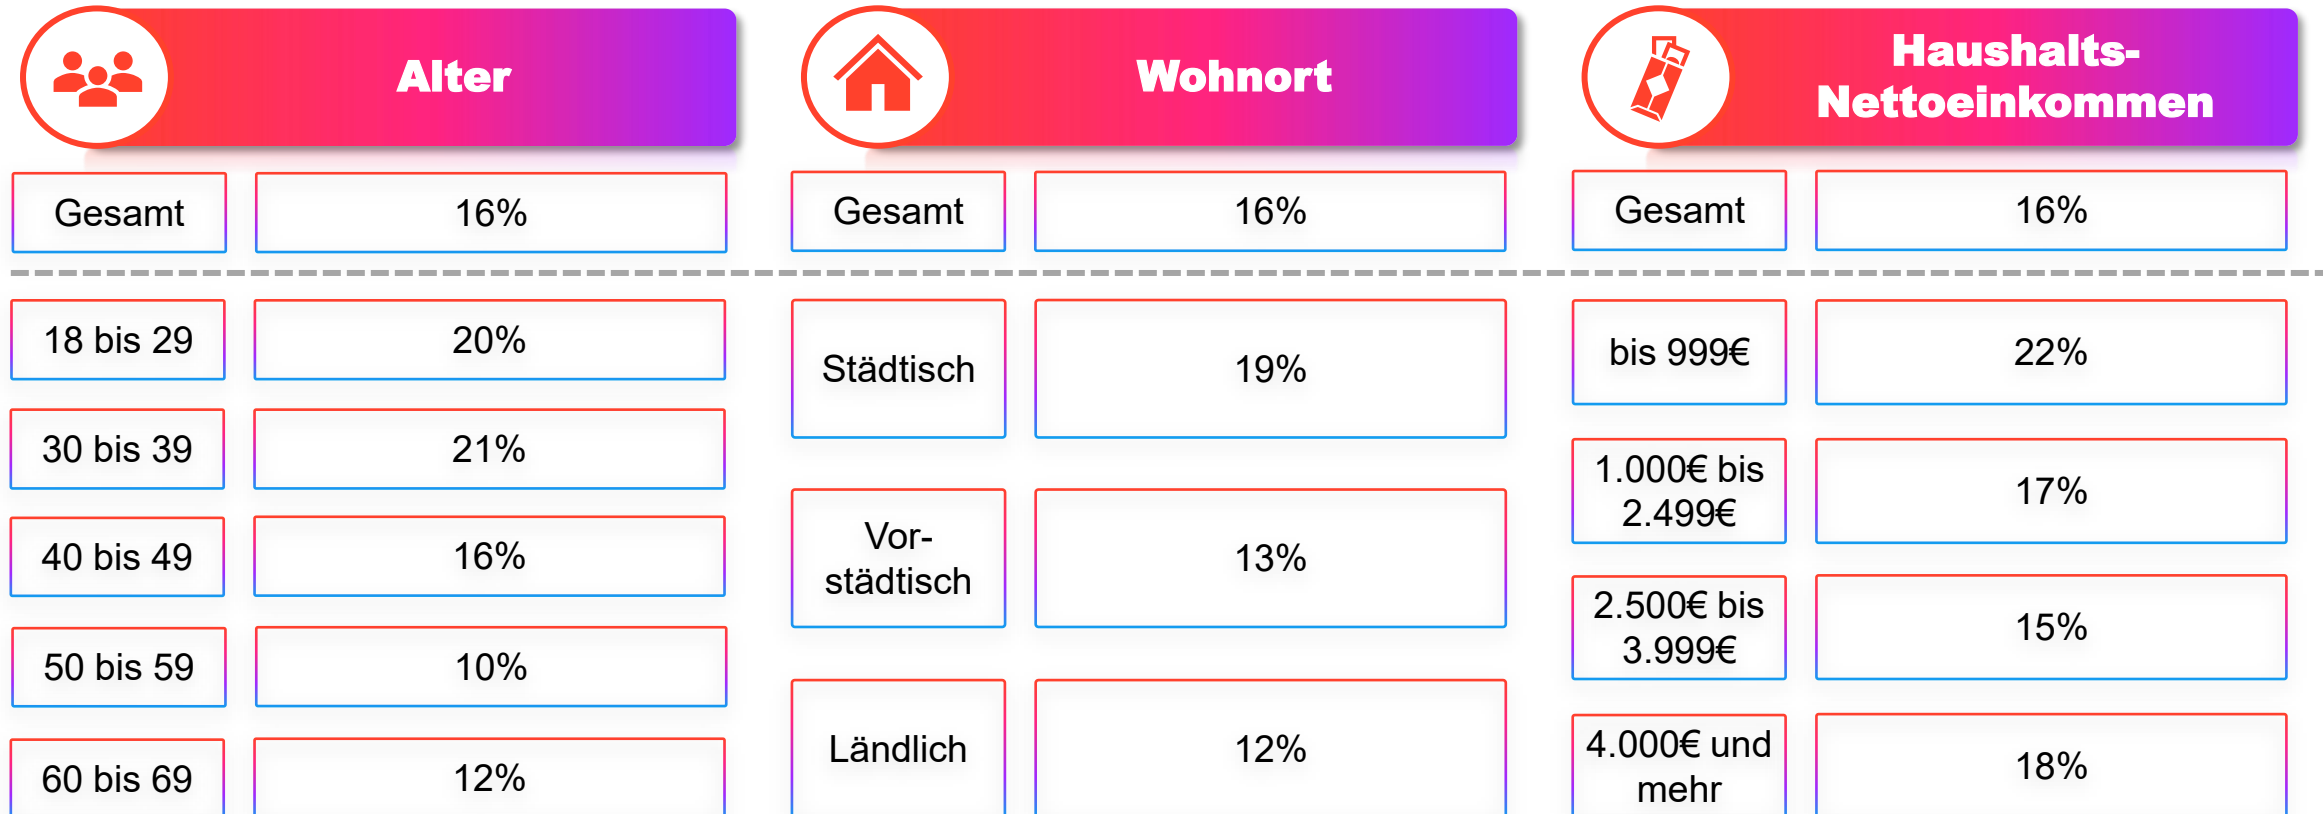 Alter
Gesamt
16%
18 bis 29
20%
30 bis 39
21%
40 bis 49
16%
50 bis 59
10%
60 bis 69
12%
Wohnort
Gesamt
16%
Städtisch
19%
Vor-
städtisch
13%
Ländlich
12%
Haushalts-
Nettoeinkommen
Gesamt
16%
bis 999€
22%
1.000€ bis
2.499€
17%
2.500€ bis
3.999€
15%
4.000€ und
mehr
18%